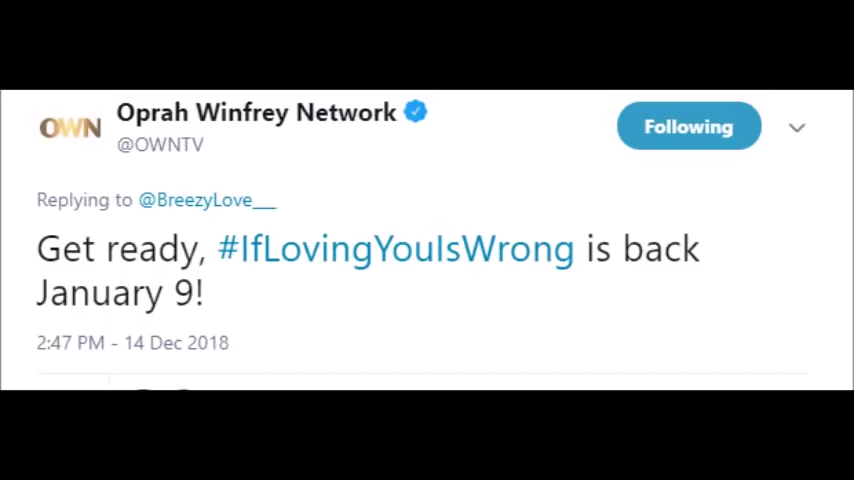 OWN
Oprah Winfrey Network
@OWNTV
Following
Replying to @BreezyLove___
Get ready, #IfLovingYouIsWrong is back
January 9!
2:47 PM - 14 Dec 2018